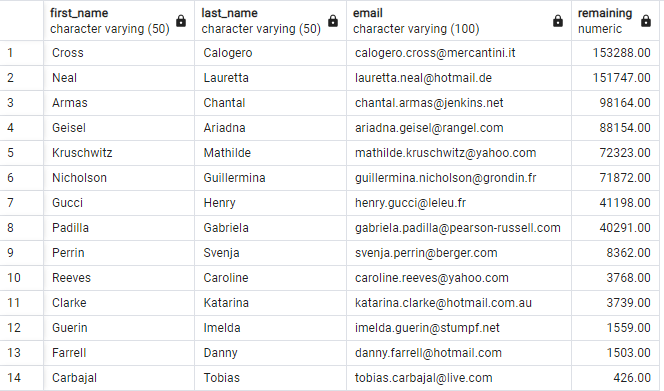 first_name last_name email remaining
character varying (50) character varying (50) character varying (100) numeric
1 Cross Calogero calogero.cross@mercantini.it 153288.00
2 Neal Lauretta lauretta.neal@hotmail.de 151747.00
3 Armas Chantal chantal.armas@jenkins.net 98164.00
4 Geisel Ariadna ariadna.geisel@rangel.com 88154.00
5 Kruschwitz Mathilde mathilde.kruschwitz@yahoo.com 72323.00
6 Nicholson Guillermina guillermina.nicholson@grondin.fr 71872.00
7 Gucci Henry henry.gucci@leleu.fr 41198.00
8 Padilla Gabriela gabriela.padilla@pearson-russell.com 40291.00
9 Perrin Svenja svenja.perrin@berger.com 8362.00
10 Reeves Caroline caroline.reeves@yahoo.com 3768.00
11 Clarke Katarina katarina.clarke@hotmail.com.au 3739.00
12 Guerin Imelda imelda.guerin@stumpf.net 1559.00
13 Farrell Danny danny.farrell@hotmail.com 1503.00
14 Carbajal Tobias tobias.carbajal@live.com 426.00